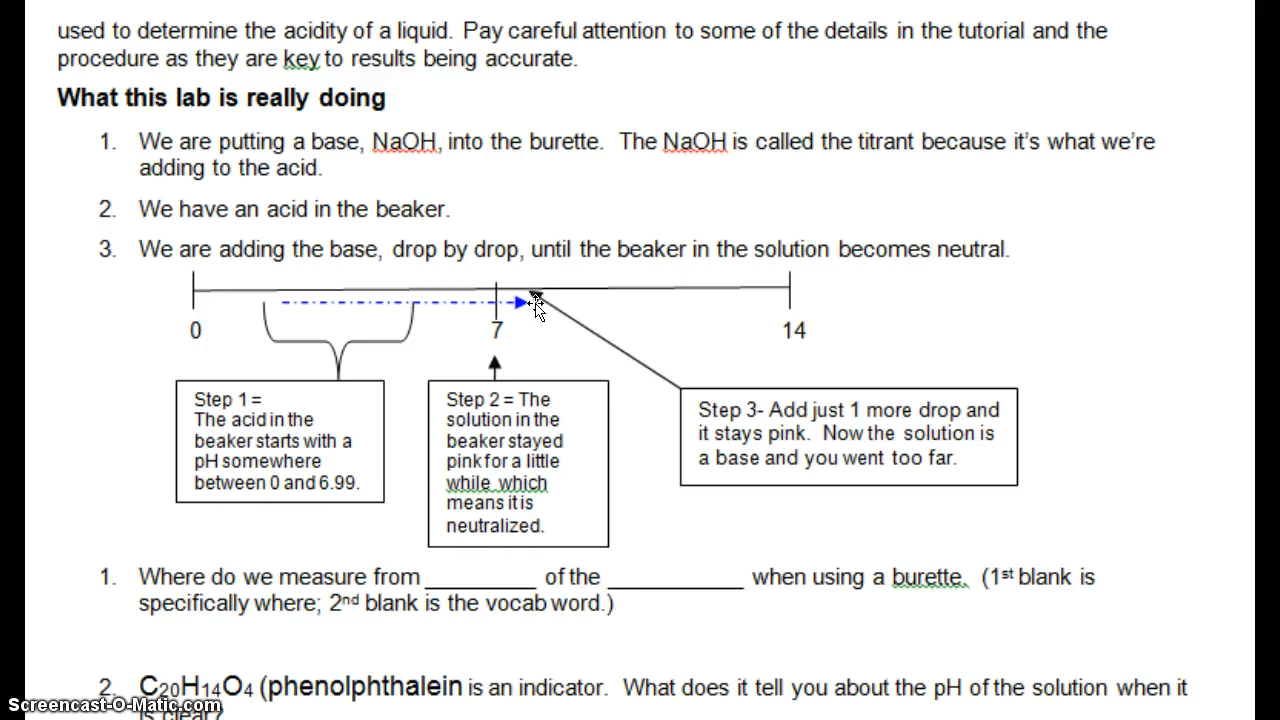 used to determine the acidity of a liquid. Pay careful attention to some of the details in the tutorial and the
procedure as they are key to results being accurate.
What this lab is really doing
1. We are putting a base, NaOH, into the burette. The NaOH is called the titrant because it's what we're
adding to the acid.
2. We have an acid in the beaker.
3. We are adding the base, drop by drop, until the beaker in the solution becomes neutral.
0 7 14
Step 1 =
The acid in the
beaker starts with a
pH somewhere
between 0 and 6.99.
Step 2 = The
solution in the
beaker stayed
pink for a little
while which
means it is
neutralized.
Step 3- Add just 1 more drop and
it stays pink. Now the solution is
a base and you went too far.
1. Where do we measure from _________ of the ___________ when using a burette. (1st blank is
specifically where; 2nd blank is the vocab word.)
2. C20H14O4 (phenolphthalein is an indicator. What does it tell you about the pH of the solution when it
is clear?
Screencast-O-Matic.com